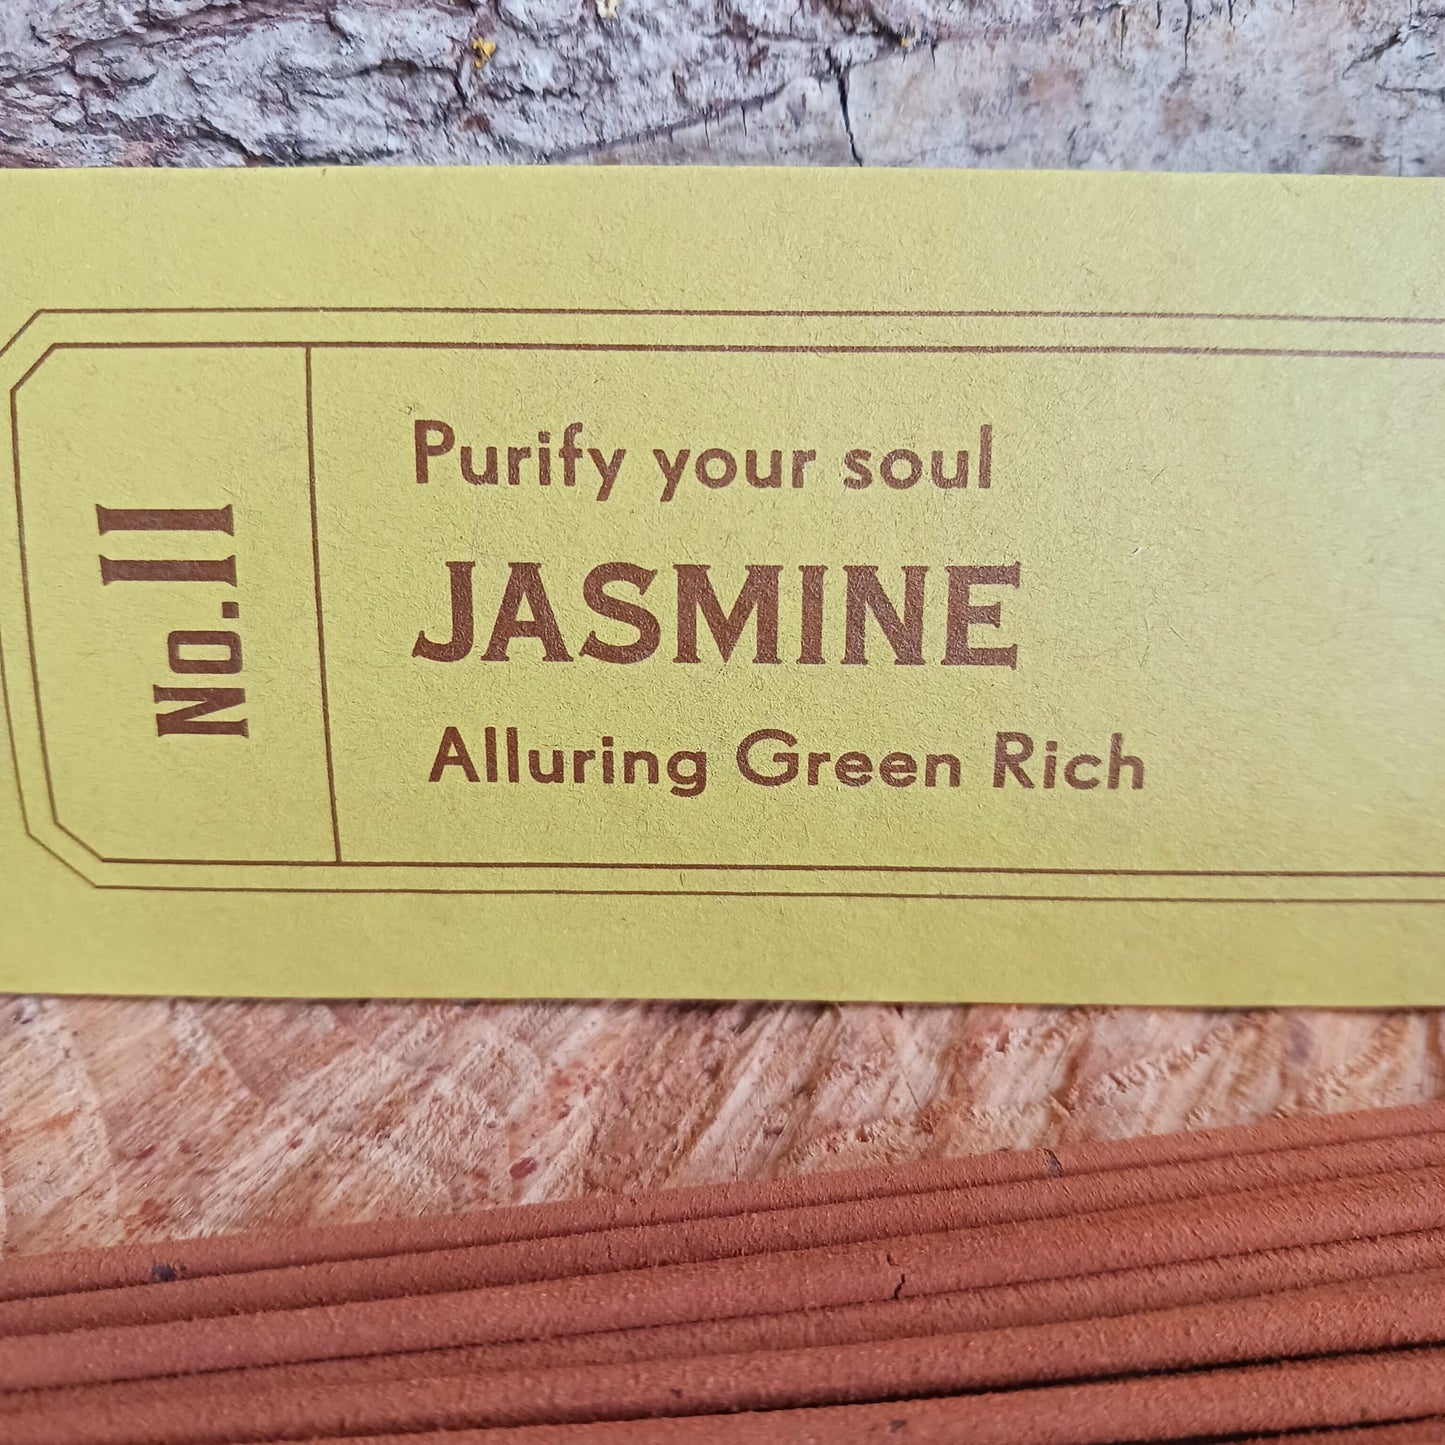 No.11
Purify your soul
JASMINE
Alluring Green Rich